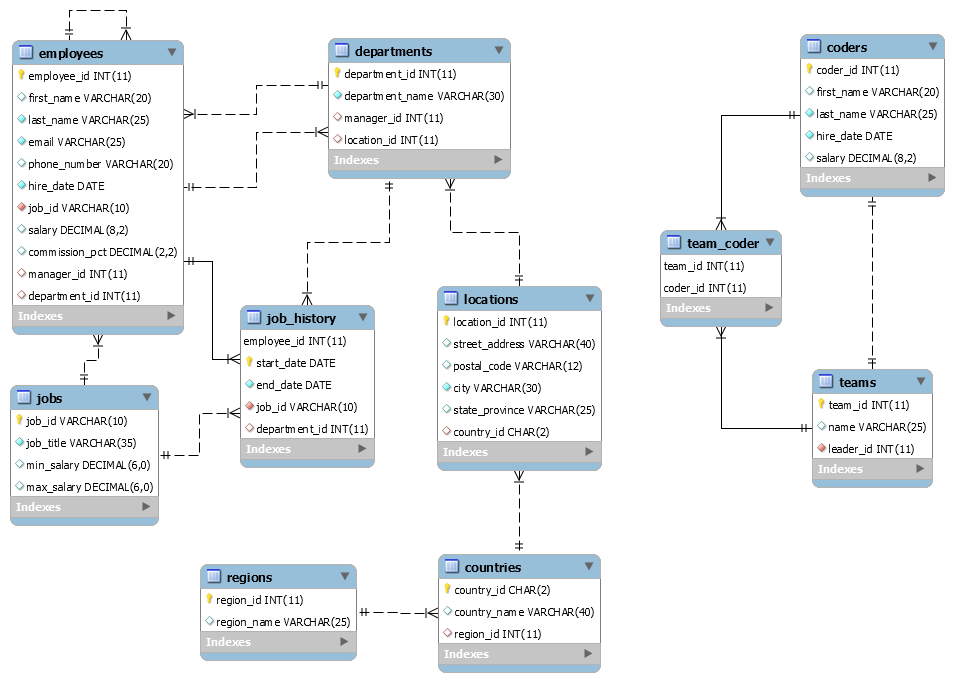 employees
employee_id INT(11)
first_name VARCHAR(20)
last_name VARCHAR(25)
email VARCHAR(25)
phone_number VARCHAR(20)
hire_date DATE
job_id VARCHAR(10)
salary DECIMAL(8,2)
commission_pct DECIMAL(2,2)
manager_id INT(11)
department_id INT(11)
Indexes
departments
department_id INT(11)
department_name VARCHAR(30)
manager_id INT(11)
location_id INT(11)
Indexes
coders
coder_id INT(11)
first_name VARCHAR(20)
last_name VARCHAR(25)
hire_date DATE
salary DECIMAL(8,2)
Indexes
team_coder
team_id INT(11)
coder_id INT(11)
Indexes
job_history
employee_id INT(11)
start_date DATE
end_date DATE
job_id VARCHAR(10)
department_id INT(11)
Indexes
locations
location_id INT(11)
street_address VARCHAR(40)
postal_code VARCHAR(12)
city VARCHAR(30)
state_province VARCHAR(25)
country_id CHAR(2)
Indexes
jobs
job_id VARCHAR(10)
job_title VARCHAR(35)
min_salary DECIMAL(6,0)
max_salary DECIMAL(6,0)
Indexes
teams
team_id INT(11)
name VARCHAR(25)
leader_id INT(11)
Indexes
regions
region_id INT(11)
region_name VARCHAR(25)
Indexes
countries
country_id CHAR(2)
country_name VARCHAR(40)
region_id INT(11)
Indexes